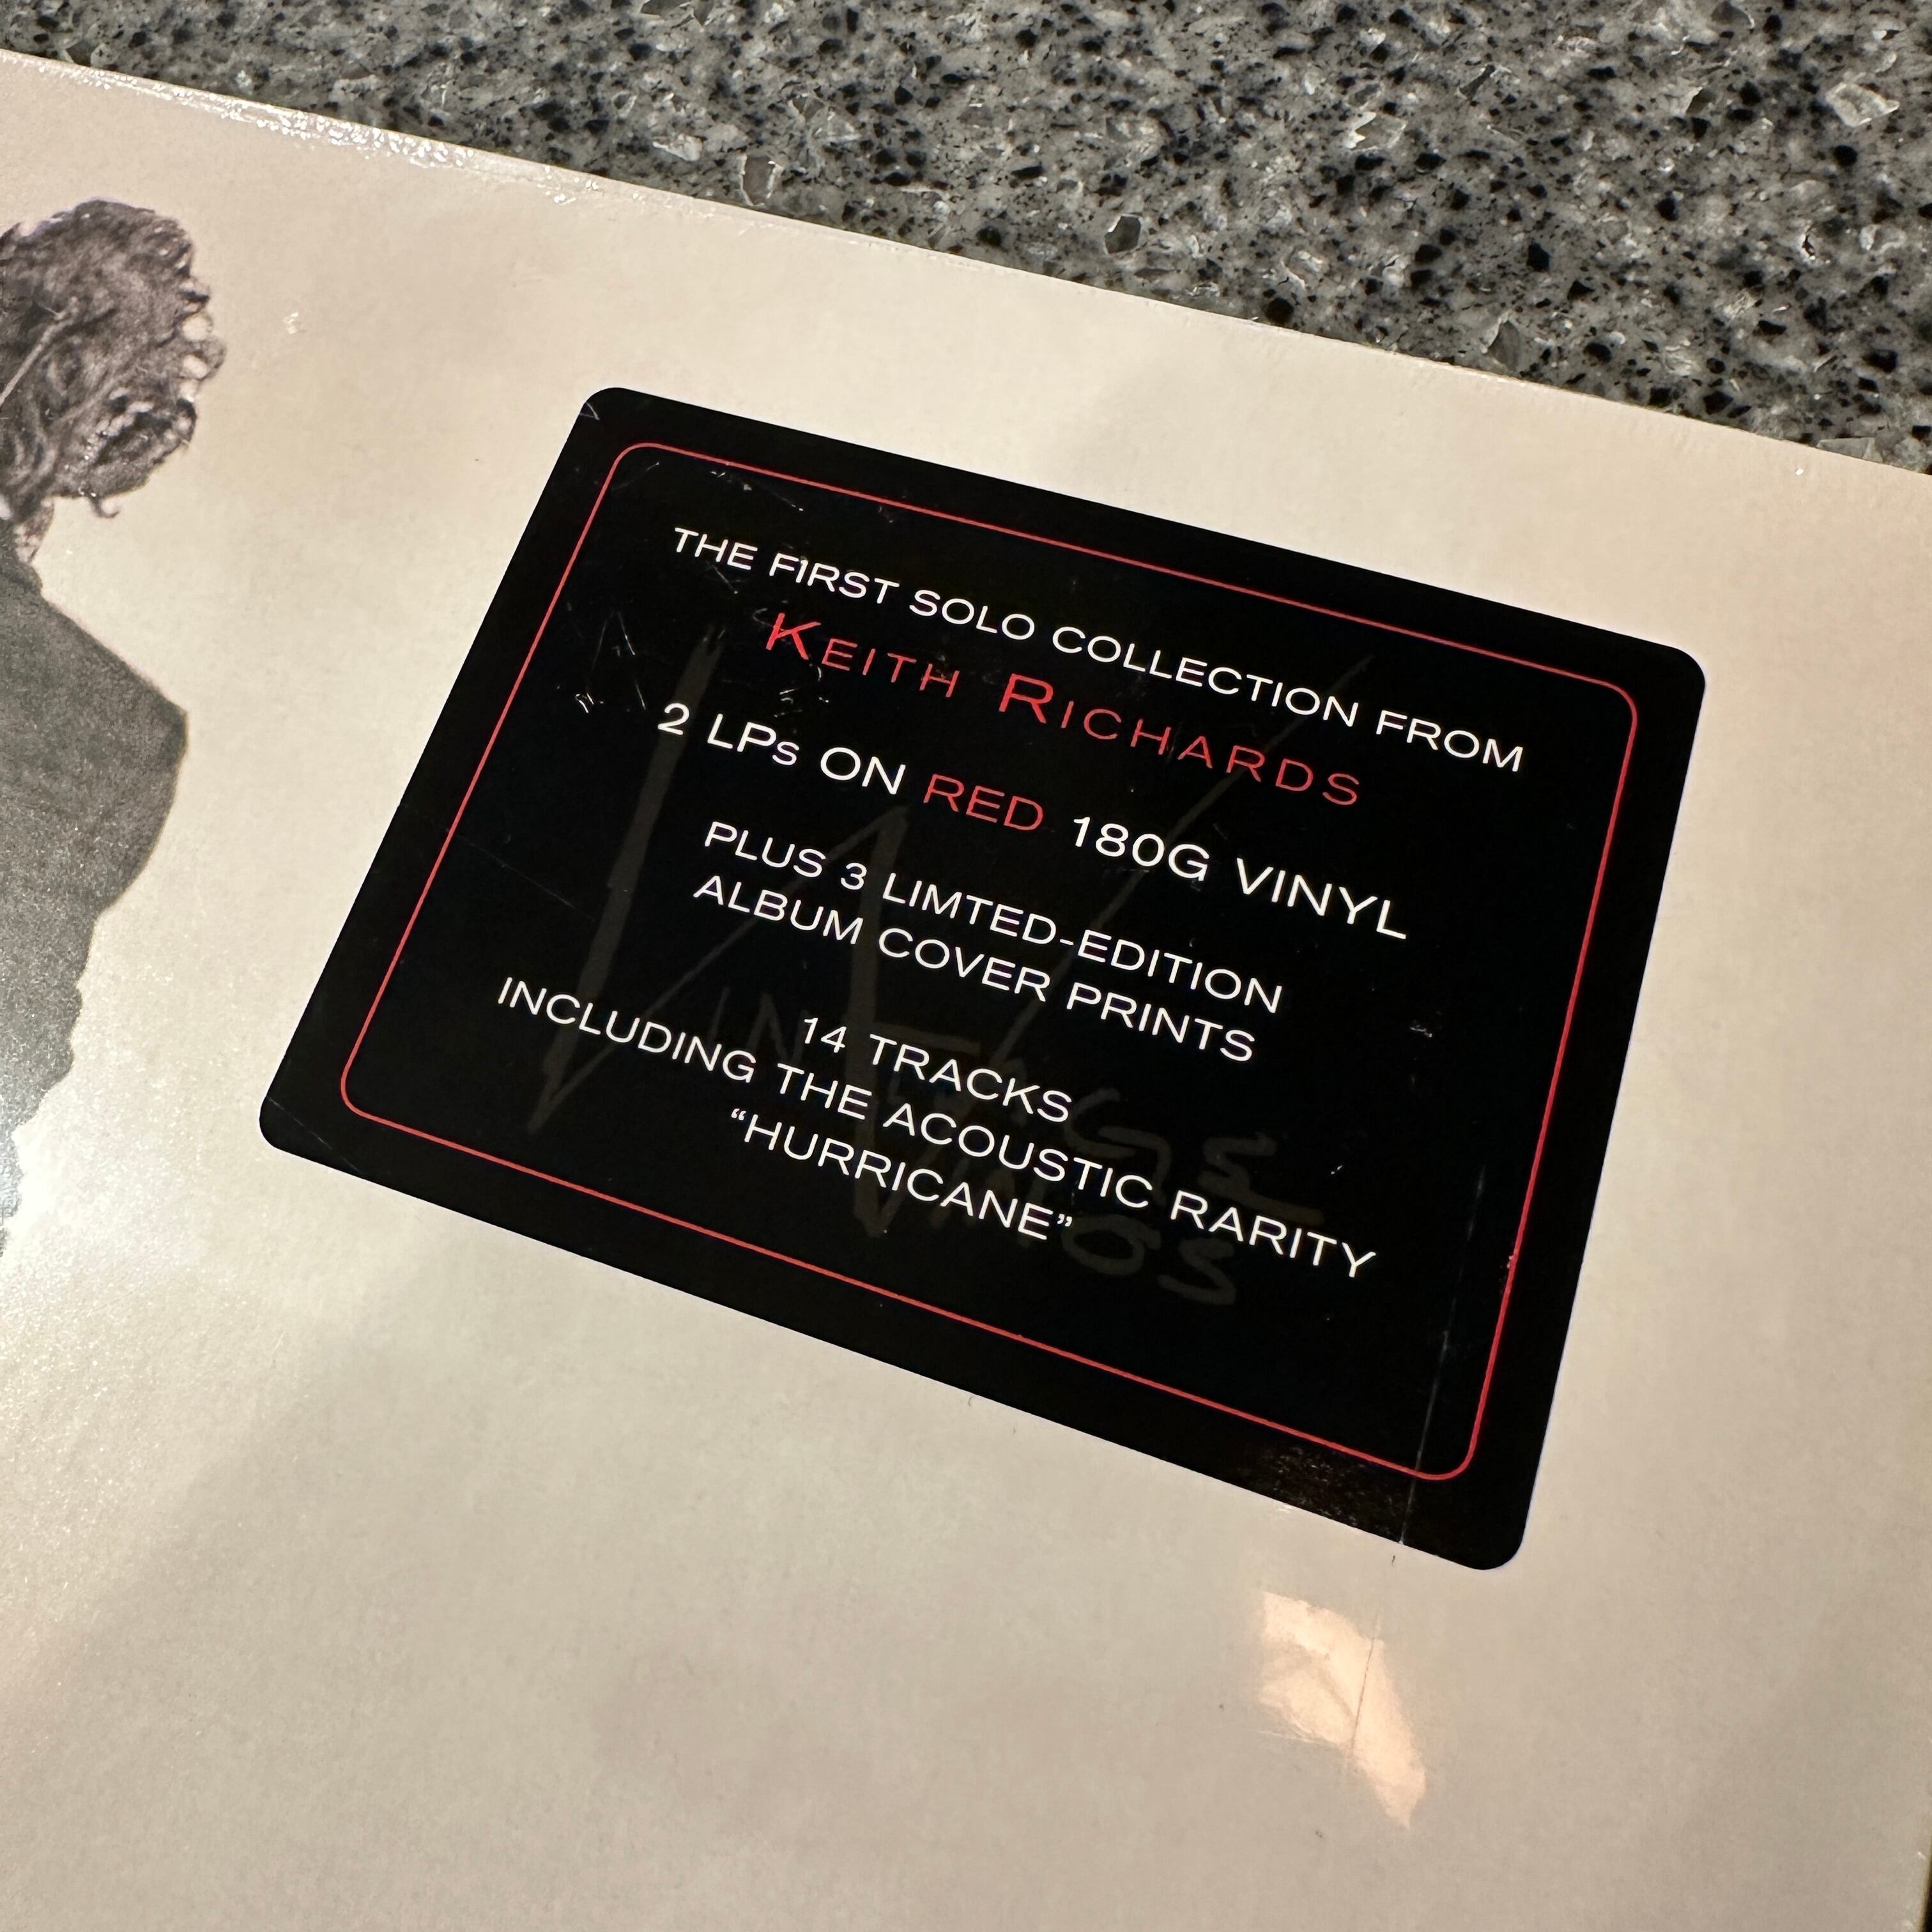 THE FIRST SOLO COLLECTION FROM
KEITH RICHARDS
2 LPs ON RED 180G VINYL
PLUS 3 LIMTED-EDITION
ALBUM COVER PRINTS
14 TRACKS
INCLUDING THE ACOUSTIC RARITY
“HURRICANE”